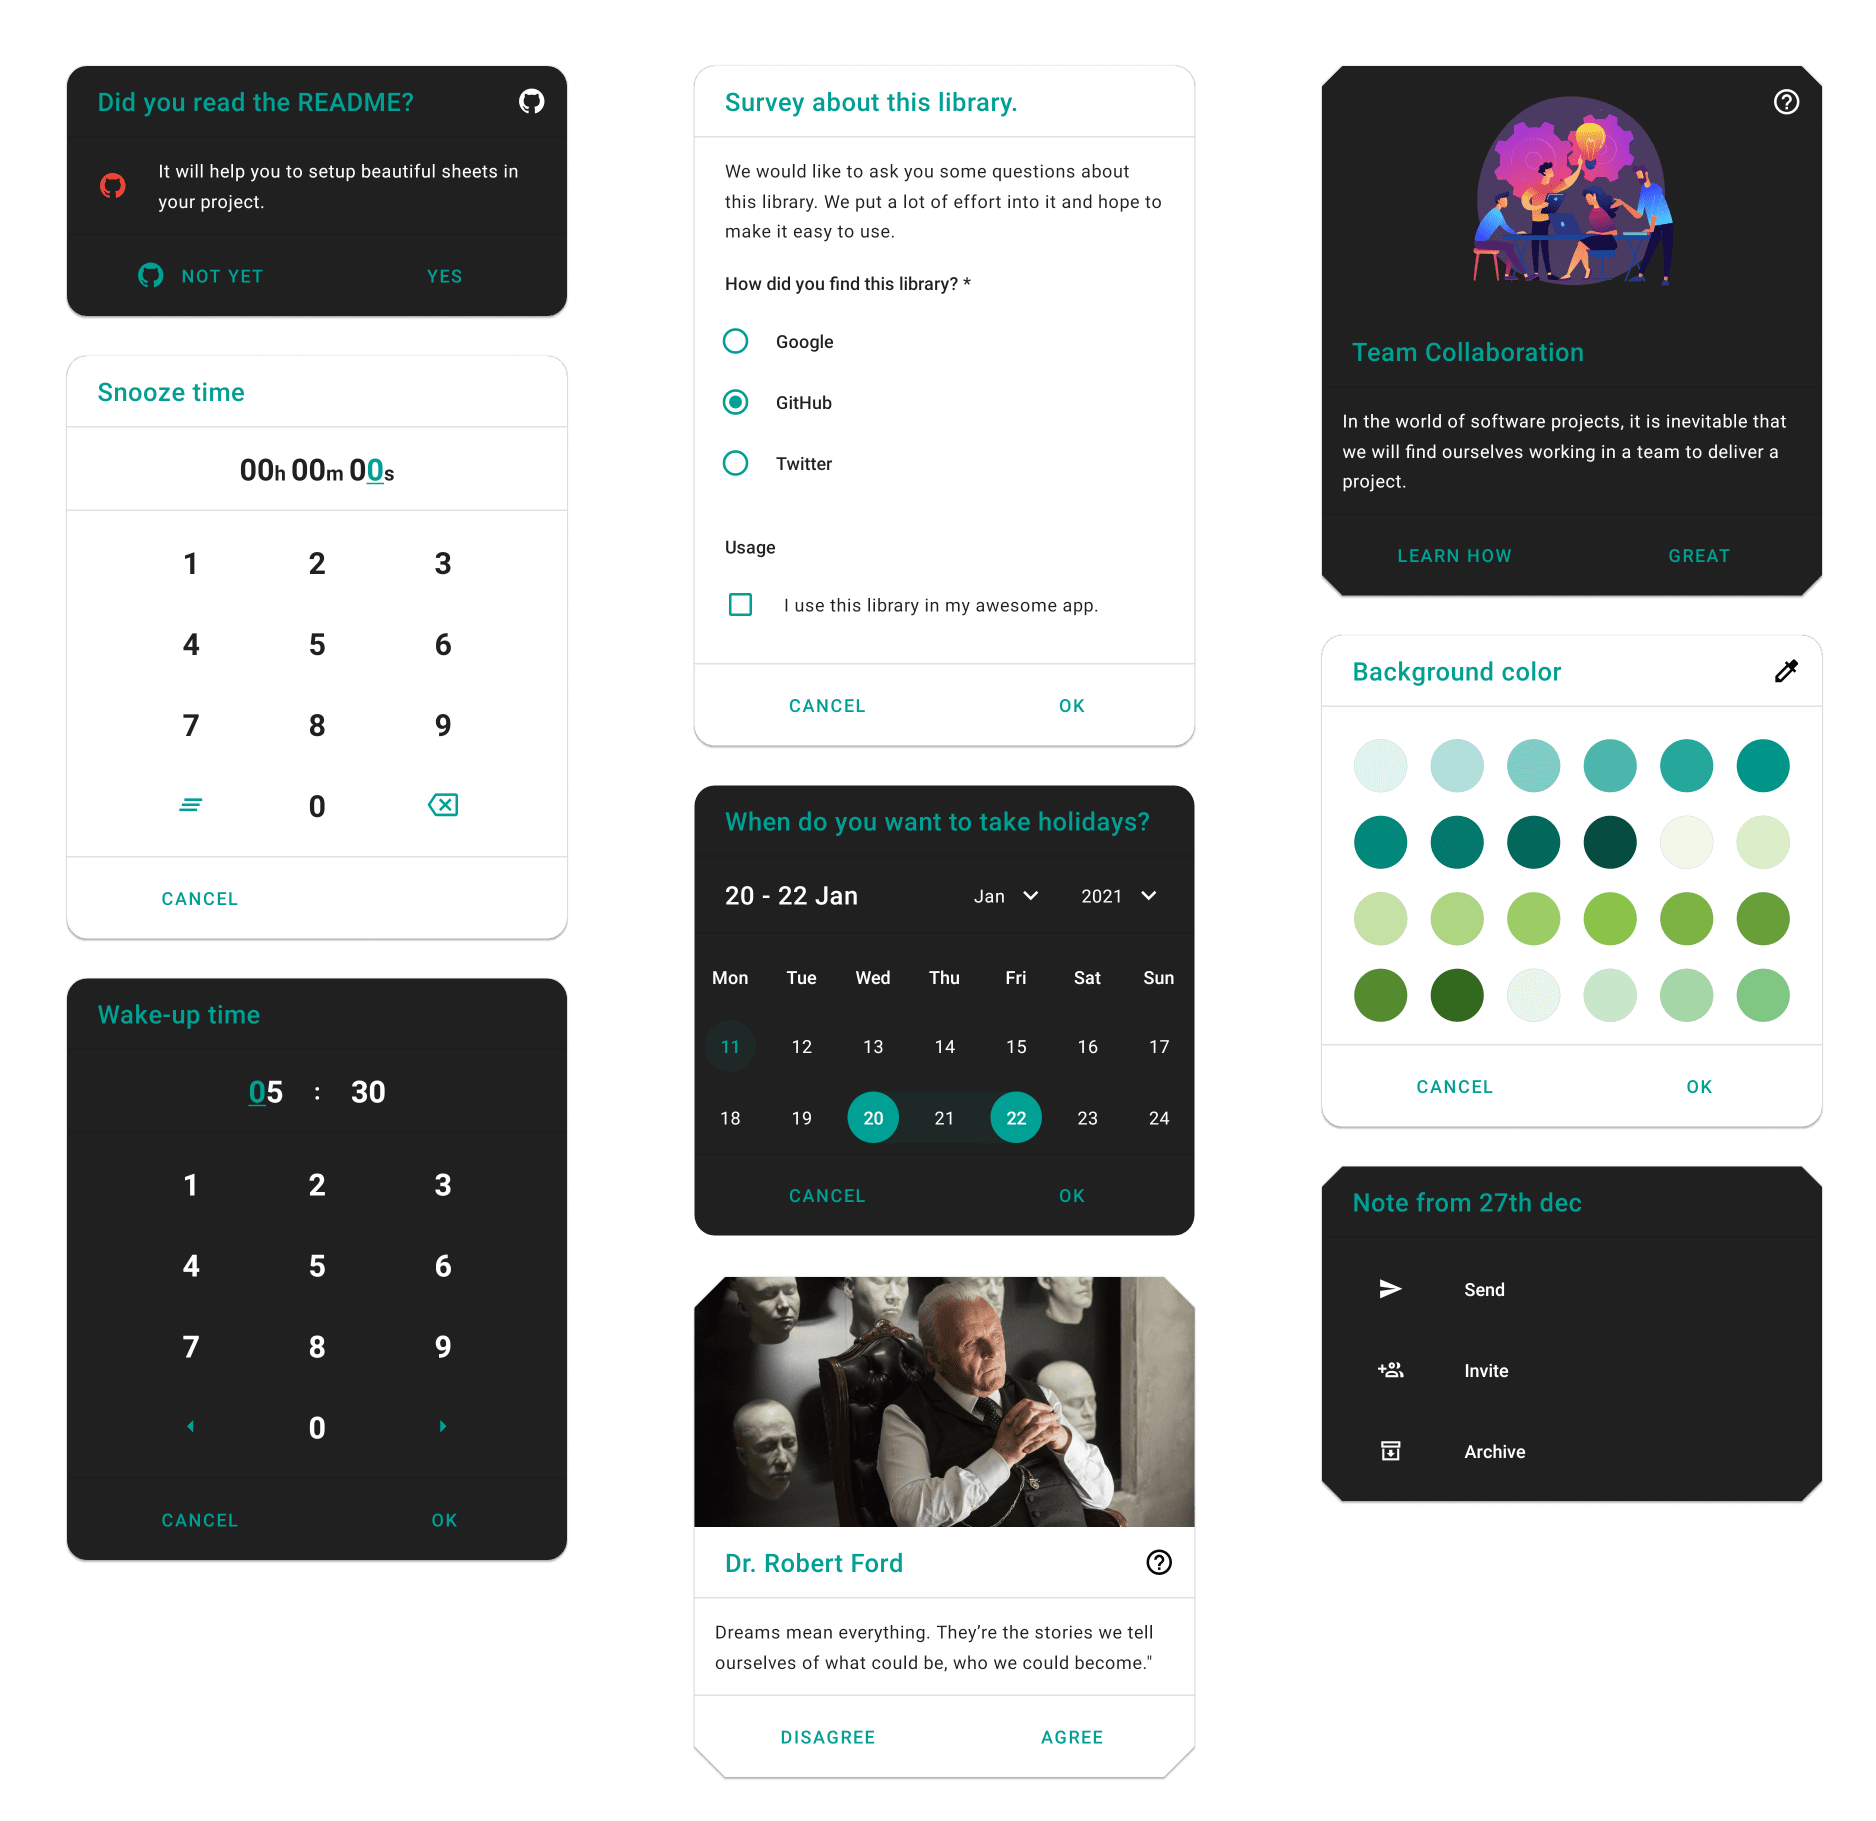 Did you read the README?
It will help you to setup beautiful sheets in
your project.
NOT YET YES
Snooze time
00h 00m 00s
1 2 3
4 5 6
7 8 9
0
CANCEL
Wake-up time
05 : 30
1 2 3
4 5 6
7 8 9
0
CANCEL OK
Survey about this library.
We would like to ask you some questions about
this library. We put a lot of effort into it and hope to
make it easy to use.
How did you find this library? *
Google
GitHub
Twitter
Usage
I use this library in my awesome app.
CANCEL OK
When do you want to take holidays?
20 - 22 Jan Jan 2021
Mon Tue Wed Thu Fri Sat Sun
11 12 13 14 15 16 17
18 19 20 21 22 23 24
CANCEL OK
Dr. Robert Ford
Dreams mean everything. They’re the stories we tell
ourselves of what could be, who we could become."
DISAGREE AGREE
Team Collaboration
In the world of software projects, it is inevitable that
we will find ourselves working in a team to deliver a
project.
LEARN HOW GREAT
Background color
CANCEL OK
Note from 27th dec
Send
Invite
Archive